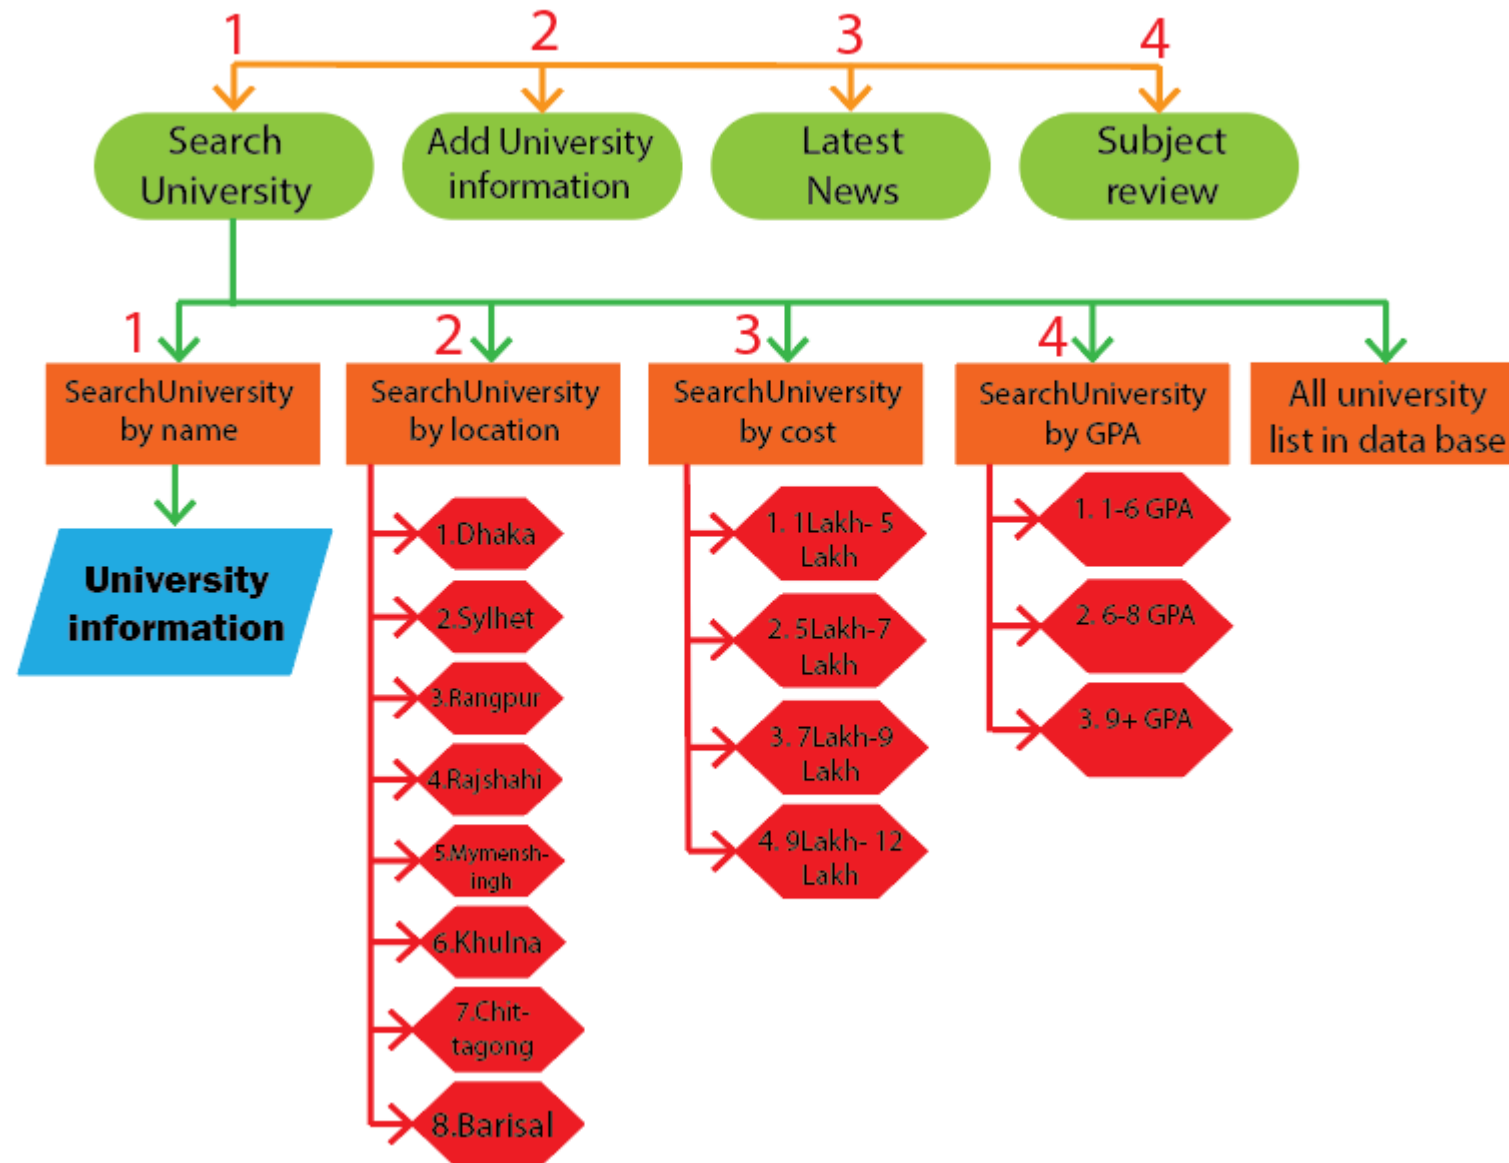 1
2
3
4
Search
University
Add University
information
Latest
News
Subject
review
1
2
3
4
SearchUniversity
by name
SearchUniversity
by location
SearchUniversity
by cost
SearchUniversity
by GPA
All university
list in data base
University
information
1.Dhaka
2.Sylhet
3.Rangpur
4.Rajshahi
5.Mymensh-
ingh
6.Khulna
7.Chit-
tagong
8.Barisal
1. 1Lakh- 5
Lakh
2. 5Lakh-7
Lakh
3. 7Lakh-9
Lakh
4. 9Lakh- 12
Lakh
1. 1-6 GPA
2. 6-8 GPA
3. 9+ GPA